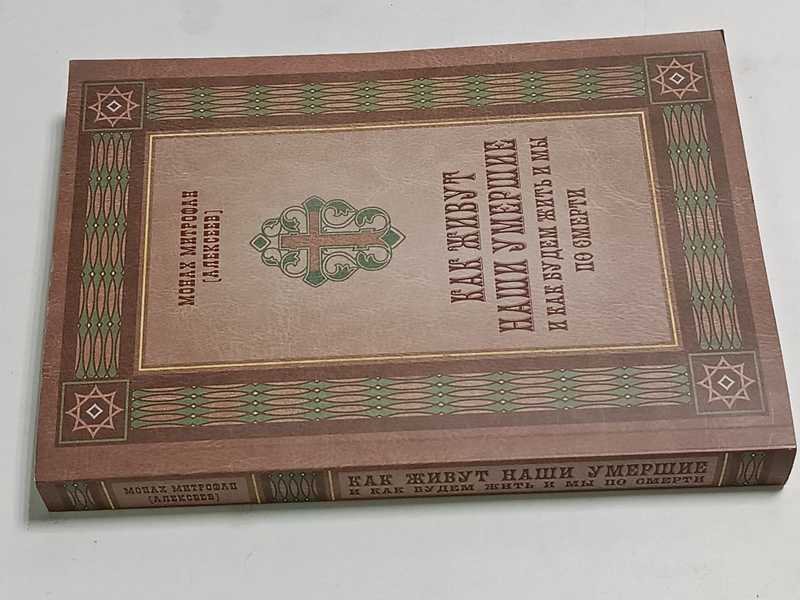 МОНАХ МИТРОФАН
[АЛЕКСЕЕВ]
КАК ЖИВУТ
НАШИ УМЕРШИЕ
И КАК БУДЕМ ЖИТЬ И МЫ
ПО СМЕРТИ
МОНАХ МИТРОФАН
[АЛЕКСЕЕВ]
КАК ЖИВУТ НАШИ УМЕРШИЕ
И КАК БУДЕМ ЖИТЬ И МЫ ПО СМЕРТИ